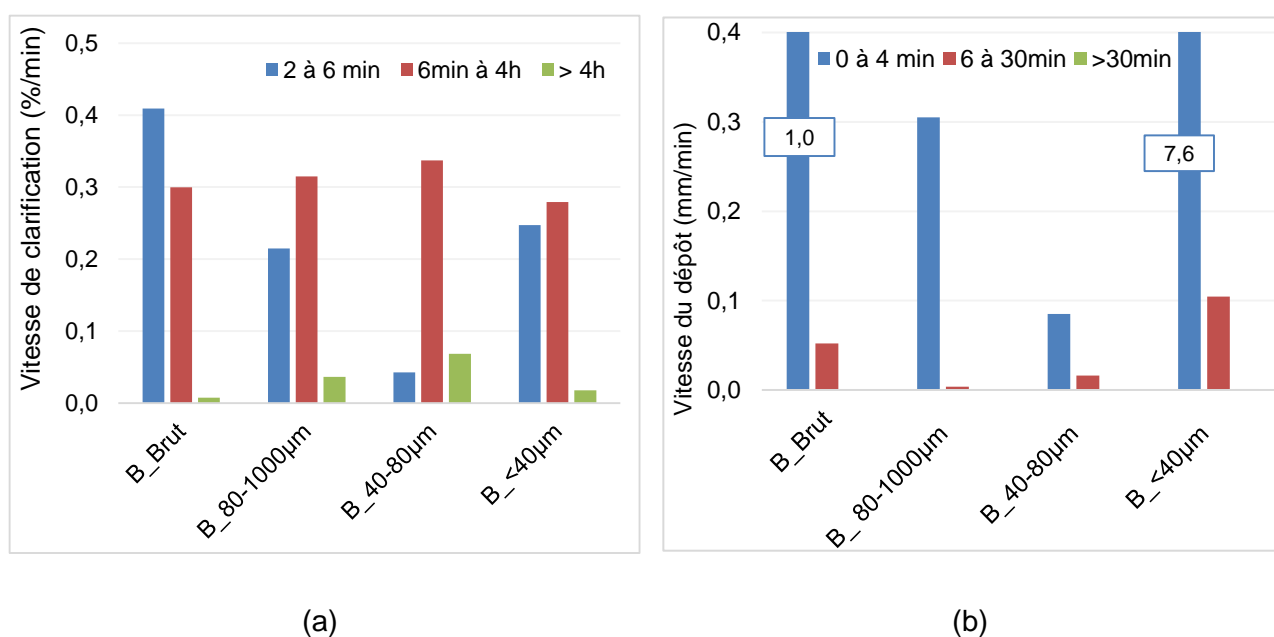 Vitesse de clarification (%/min)
0,5
0,4
0,3
0,2
0,1
0,0
2 à 6 min 6min à 4h > 4h
B_Brut
B_80-1000µm
B_40-80µm
B_<40µm
(a)
Vitesse du dépôt (mm/min)
0,4
0,3
0,2
0,1
0,0
0 à 4 min 6 à 30min >30min
1,0
7,6
B_Brut
B_ 80-1000µm
B_40-80µm
B_<40µm
(b)